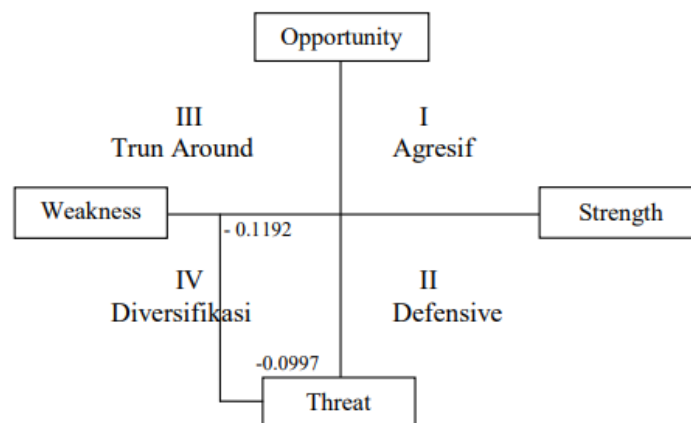 Opportunity
III
Trun Around
I
Agresif
Weakness
Strength
- 0.1192
IV
Diversifikasi
II
Defensive
-0.0997
Threat